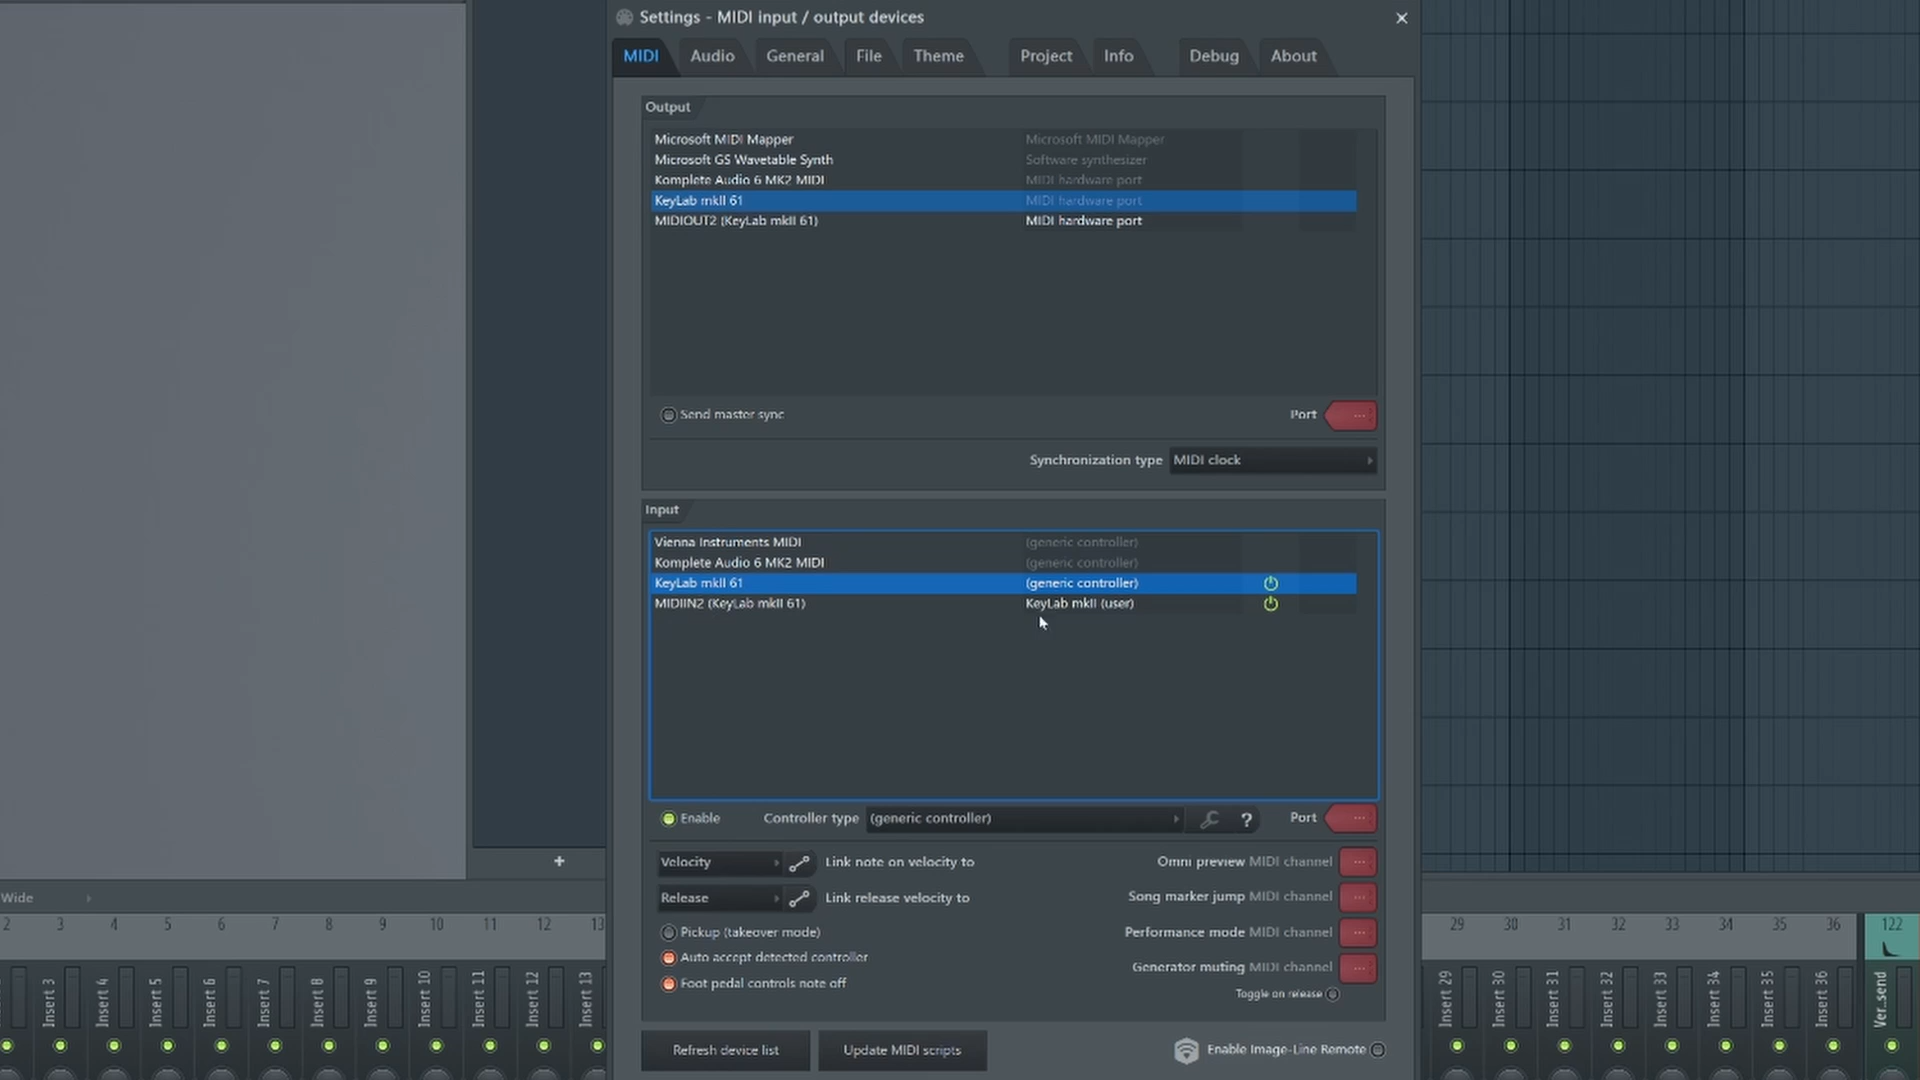 Settings - MIDI input / output devices
MIDI Audio General File Theme Project Info Debug About
Output
Microsoft MIDI Mapper Microsoft MIDI Mapper
Microsoft GS Wavetable Synth Software synthesizer
Komplete Audio 6 MK2 MIDI MIDI hardware port
KeyLab mkII 61 MIDI hardware port
MIDIOUT2 (KeyLab mkII 61) MIDI hardware port
Send master sync Port ...
Synchronization type MIDI clock
Input
Vienna Instruments MIDI (generic controller)
Komplete Audio 6 MK2 MIDI (generic controller)
KeyLab mkII 61 (generic controller)
MIDIIN2 (KeyLab mkII 61) KeyLab mkII (user)
Enable Controller type (generic controller) ? Port ...
Velocity Link note on velocity to Omni preview MIDI channel ...
Release Link release velocity to Song marker jump MIDI channel ...
Pickup (takeover mode) Performance mode MIDI channel ...
Auto accept detected controller
Generator muting MIDI channel ...
Foot pedal controls note off
Toggle on release
Refresh device list Update MIDI scripts Enable Image-Line Remote
+
Wide
2 3 4 5 6 7 8 9 10 11 12 13 29 30 31 32 33 34 35 36 122
Insert 3
Insert 4
Insert 5
Insert 6
Insert 7
Insert 8
Insert 9
Insert 10
Insert 11
Insert 12
Insert 13
Insert 29
Insert 30
Insert 31
Insert 32
Insert 33
Insert 34
Insert 35
Insert 36
Ver..send